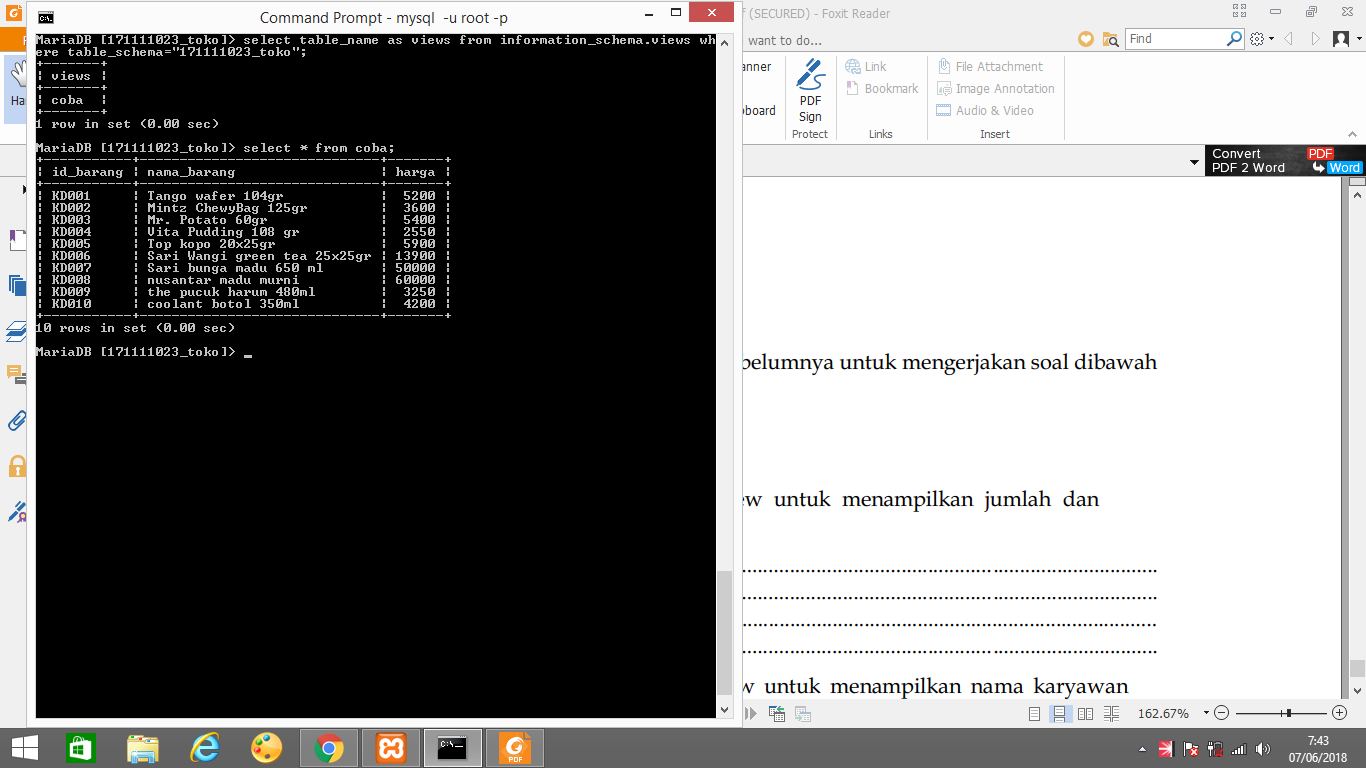 Command Prompt - mysql -u root -p
MariaDB [171111023_toko]> select table_name as views from information_schema.views wh
ere table_schema="171111023_toko";
+-------+
| views |
+-------+
| coba  |
+-------+
1 row in set (0.00 sec)
MariaDB [171111023_toko]> select * from coba;
+-----------+------------------------------+-------+
| id_barang | nama_barang                  | harga |
+-----------+------------------------------+-------+
| KD001     | Tango wafer 104gr            |  5200 |
| KD002     | Mintz ChewyBag 125gr         |  3600 |
| KD003     | Mr. Potato 60gr              |  5400 |
| KD004     | Vita Pudding 108 gr          |  2550 |
| KD005     | Top kopo 20x25gr             |  5900 |
| KD006     | Sari Wangi green tea 25x25gr | 13900 |
| KD007     | Sari bunga madu 650 ml       | 50000 |
| KD008     | nusantar madu murni          | 60000 |
| KD009     | the pucuk harum 480ml        |  3250 |
| KD010     | coolant botol 350ml          |  4200 |
+-----------+------------------------------+-------+
10 rows in set (0.00 sec)
MariaDB [171111023_toko]> _
(SECURED) - Foxit Reader
want to do...
Find
Link
Bookmark
PDF
Sign
Protect
Links
File Attachment
Image Annotation
Audio & Video
Insert
Convert PDF
PDF 2 Word Word
untuk mengerjakan soal dibawah
untuk menampilkan jumlah dan
..........................................................................
..........................................................................
..........................................................................
..........................................................................
untuk menampilkan nama karyawan
162.67%
PDF
7:43
07/06/2018